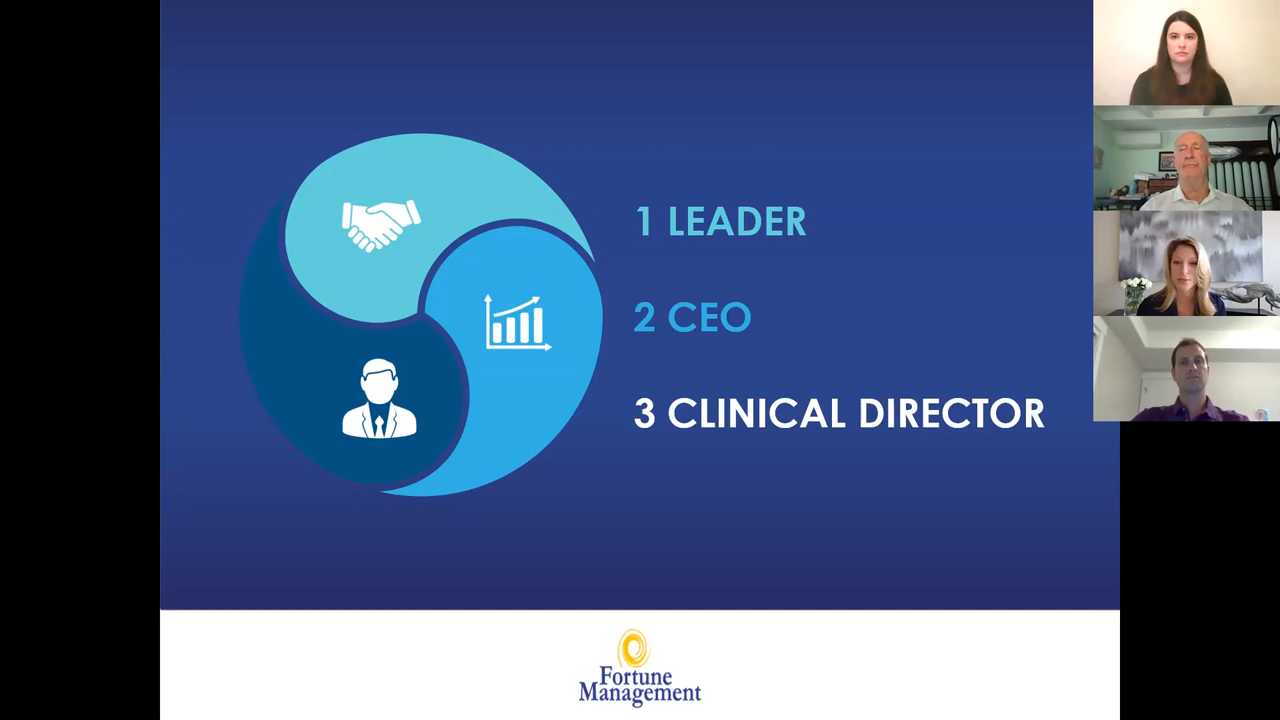 1 LEADER
2 CEO
3 CLINICAL DIRECTOR
Fortune
Management